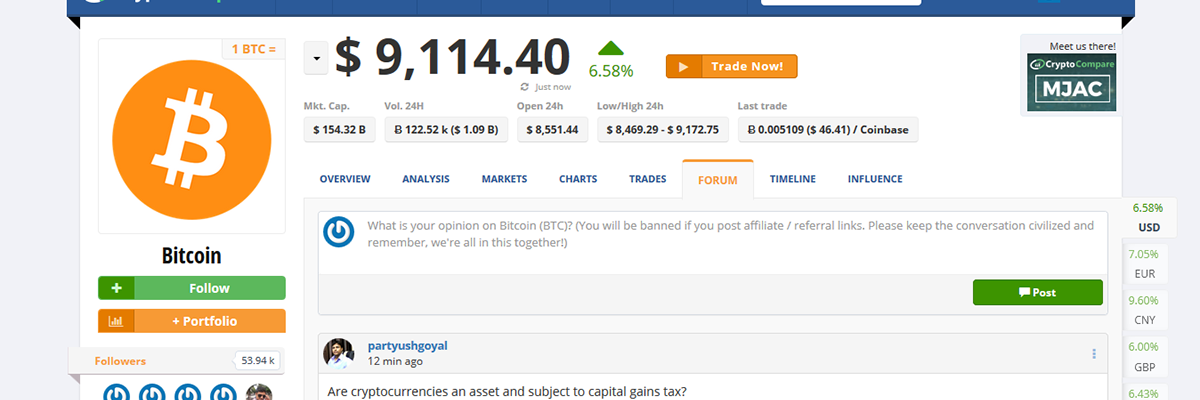 1 BTC =
$ 9,114.40
6.58%
Just now
Trade Now!
Meet us there!
CryptoCompare
MJAC
Mkt. Cap.
Vol. 24H
Open 24h
Low/High 24h
Last trade
$ 154.32 B
Ƀ 122.52 k ($ 1.09 B)
$ 8,551.44
$ 8,469.29 - $ 9,172.75
Ƀ 0.005109 ($ 46.41) / Coinbase
OVERVIEW
ANALYSIS
MARKETS
CHARTS
TRADES
FORUM
TIMELINE
INFLUENCE
What is your opinion on Bitcoin (BTC)? (You will be banned if you post affiliate / referral links. Please keep the conversation civilized and
remember, we're all in this together!)
Post
Bitcoin
Follow
+ Portfolio
Followers
53.94 k
partyushgoyal
12 min ago
Are cryptocurrencies an asset and subject to capital gains tax?
6.58%
USD
7.05%
EUR
9.60%
CNY
6.00%
GBP
6.43%